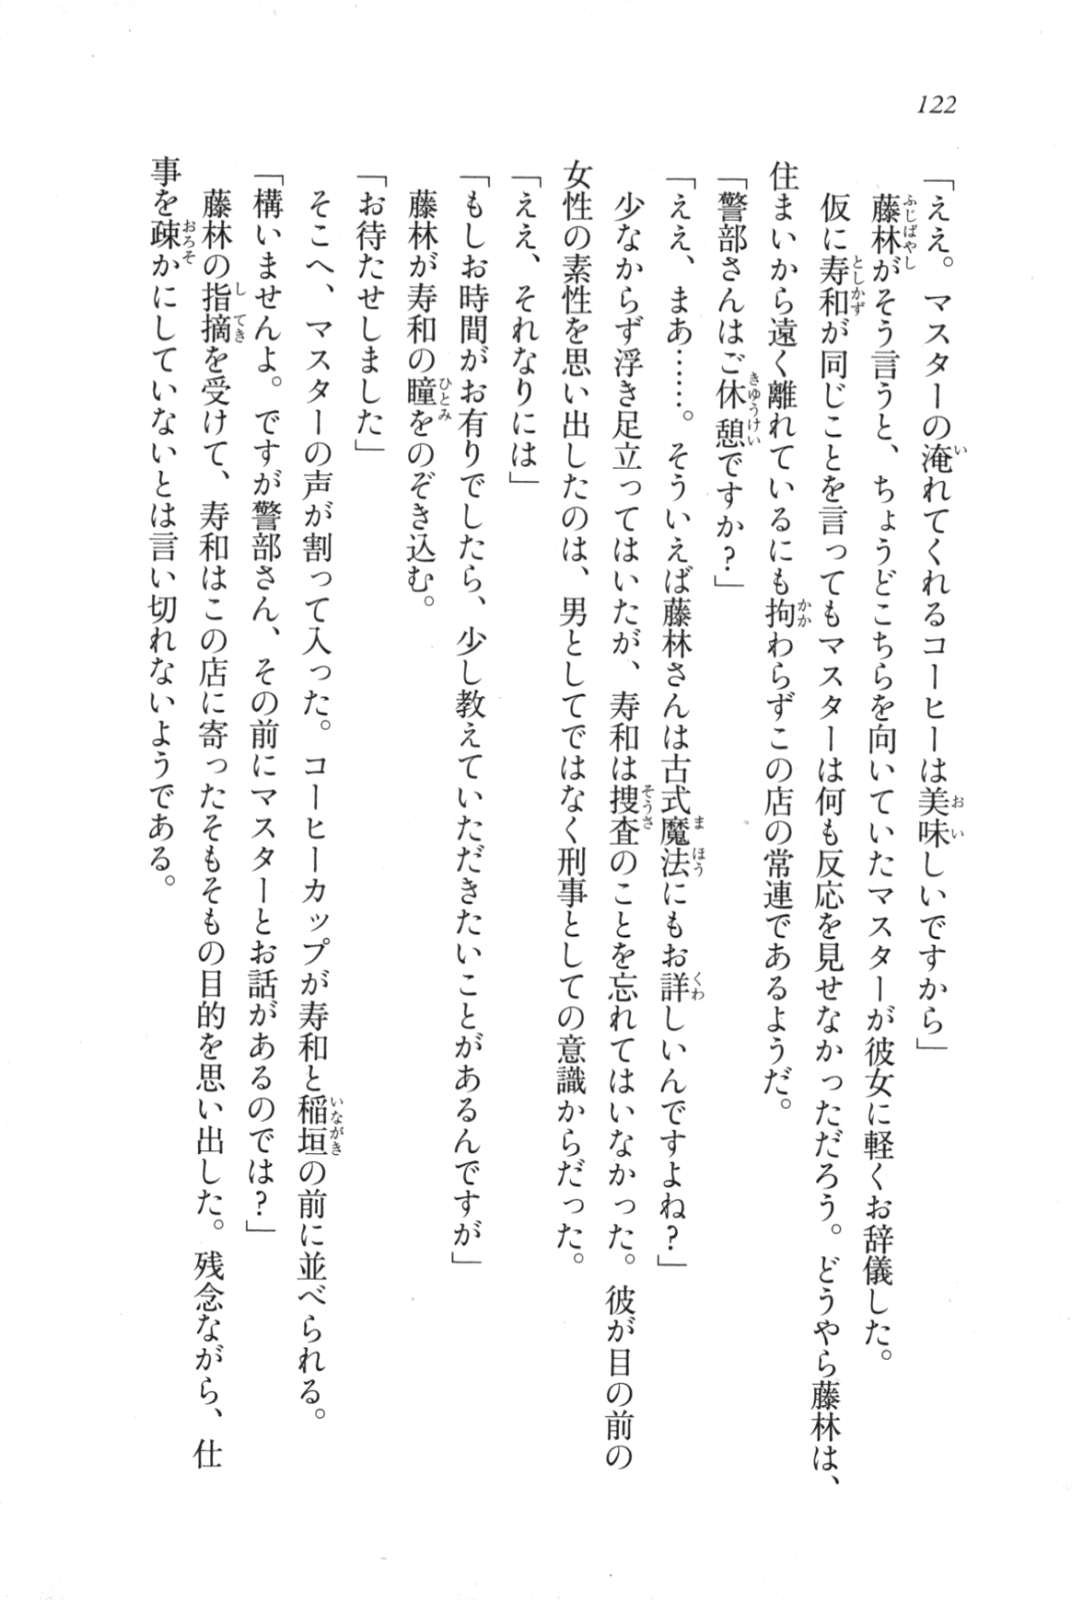 122
「ええ。マスターの淹れてくれるコーヒーは美味しいですから」
藤林がそう言うと、ちょうどこちらを向いていたマスターが彼女に軽くお辞儀した。
仮に寿和が同じことを言ってもマスターは何も反応を見せなかっただろう。どうやら藤林は、
住まいから遠く離れているにも拘わらずこの店の常連であるようだ。
「警部さんはご休憩ですか?」
「ええ、まあ……。そういえば藤林さんは古式魔法にもお詳しいんですよね?」
少なからず浮き足立ってはいたが、寿和は捜査のことを忘れてはいなかった。彼が目の前の
女性の素性を思い出したのは、男としてではなく刑事としての意識からだった。
「ええ、それなりには」
「もしお時間がお有りでしたら、少し教えていただきたいことがあるんですが」
藤林が寿和の瞳をのぞき込む。
「お待たせしました」
そこへ、マスターの声が割って入った。コーヒーカップが寿和と稲垣の前に並べられる。
「構いませんよ。ですが警部さん、その前にマスターとお話があるのでは?」
藤林の指摘を受けて、寿和はこの店に寄ったそもそもの目的を思い出した。残念ながら、仕
事を疎かにしていないとは言い切れないようである。